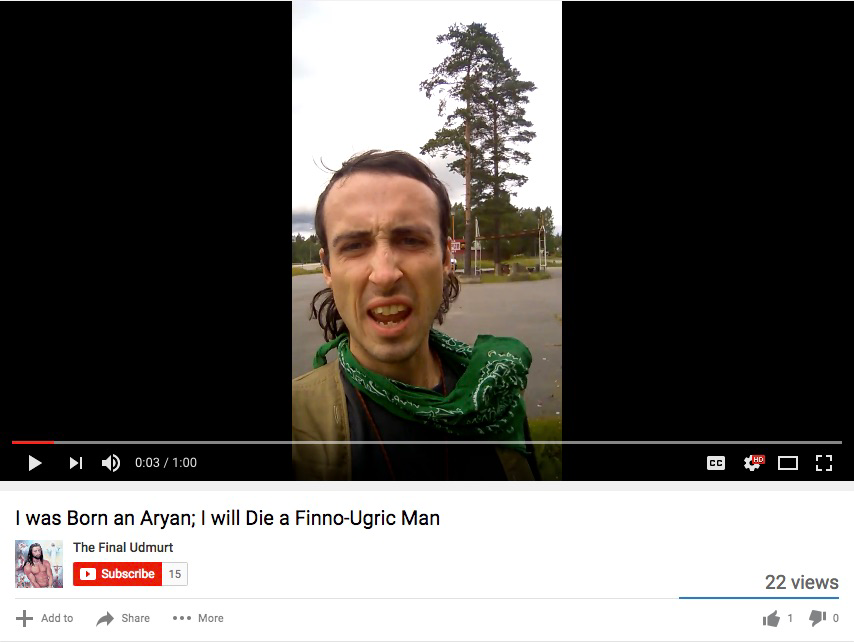 0:03 / 1:00
CC
HD
I was Born an Aryan; I will Die a Finno-Ugric Man
The Final Udmurt
Subscribe 15
22 views
Add to Share More 1 0